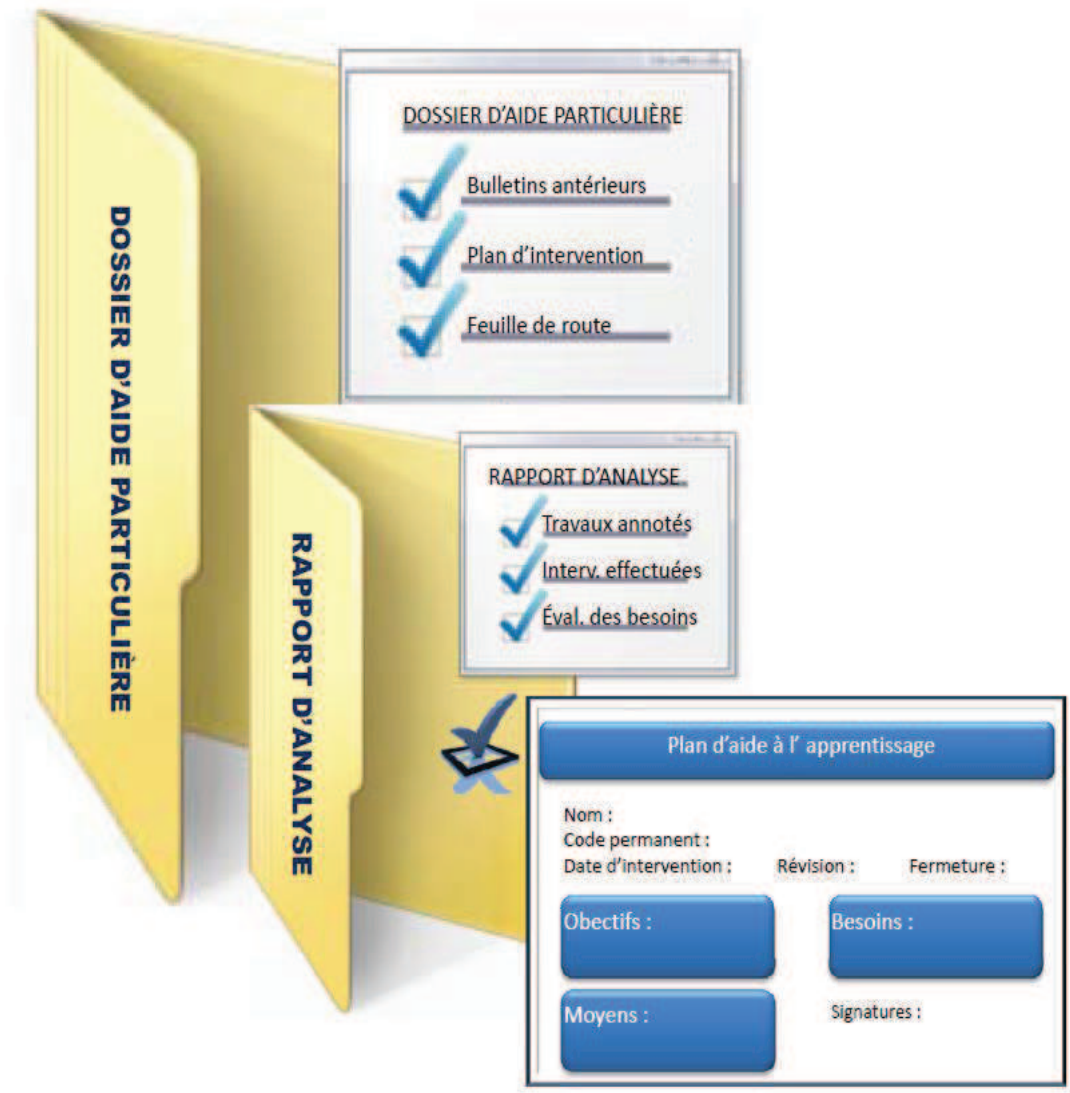 DOSSIER D'AIDE PARTICULIÈRE
DOSSIER D'AIDE PARTICULIÈRE
Bulletins antérieurs
Plan d'intervention
Feuille de route
RAPPORT D'ANALYSE
RAPPORT D'ANALYSE
Travaux annotés
Interv. effectuées
Éval. des besoins
Plan d'aide à l' apprentissage
Nom :
Code permanent :
Date d'intervention : Révision : Fermeture :
Obectifs : Besoins :
Moyens : Signatures :